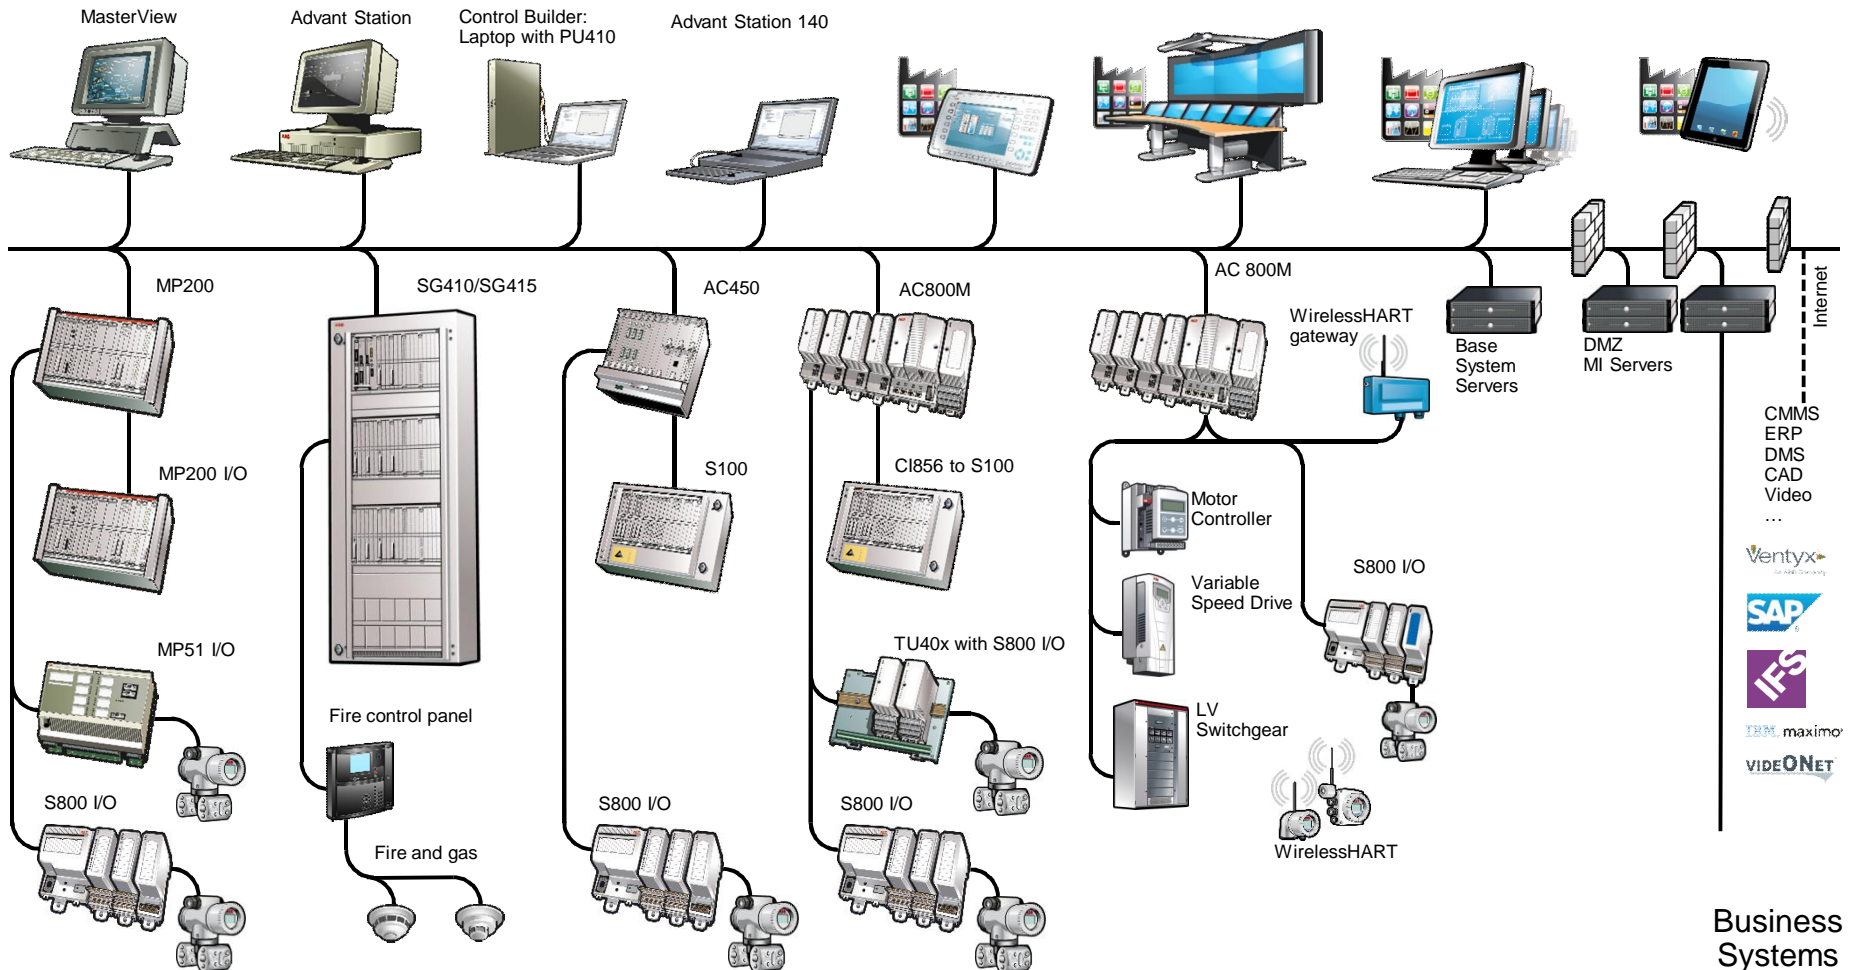 MasterView
Advant Station
Control Builder:
Laptop with PU410
Advant Station 140
MP200
SG410/SG415
AC450
AC800M
AC 800M
WirelessHART
gateway
Base
System
Servers
DMZ
MI Servers
Internet
CMMS
ERP
DMS
CAD
Video
…
MP200 I/O
S100
CI856 to S100
Motor
Controller
Variable
Speed Drive
S800 I/O
MP51 I/O
TU40x with S800 I/O
Fire control panel
LV
Switchgear
S800 I/O
S800 I/O
S800 I/O
Fire and gas
WirelessHART
Ventyx
SAP
IFS
IBM. maximo
VIDEONET
Business
Systems